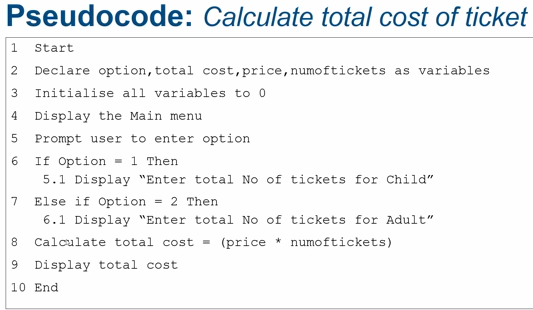 Pseudocode: Calculate total cost of ticket
1 Start
2 Declare option,total cost,price,numoftickets as variables
3 Initialise all variables to 0
4 Display the Main menu
5 Prompt user to enter option
6 If Option = 1 Then
5.1 Display “Enter total No of tickets for Child”
7 Else if Option = 2 Then
6.1 Display “Enter total No of tickets for Adult”
8 Calculate total cost = (price * numoftickets)
9 Display total cost
10 End